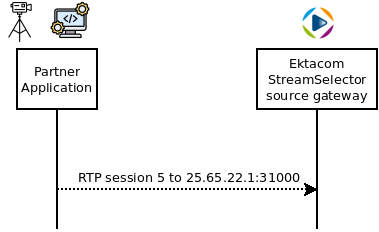 </>
Partner
Application
Ektacom
StreamSelector
source gateway
RTP session 5 to 25.65.22.1:31000